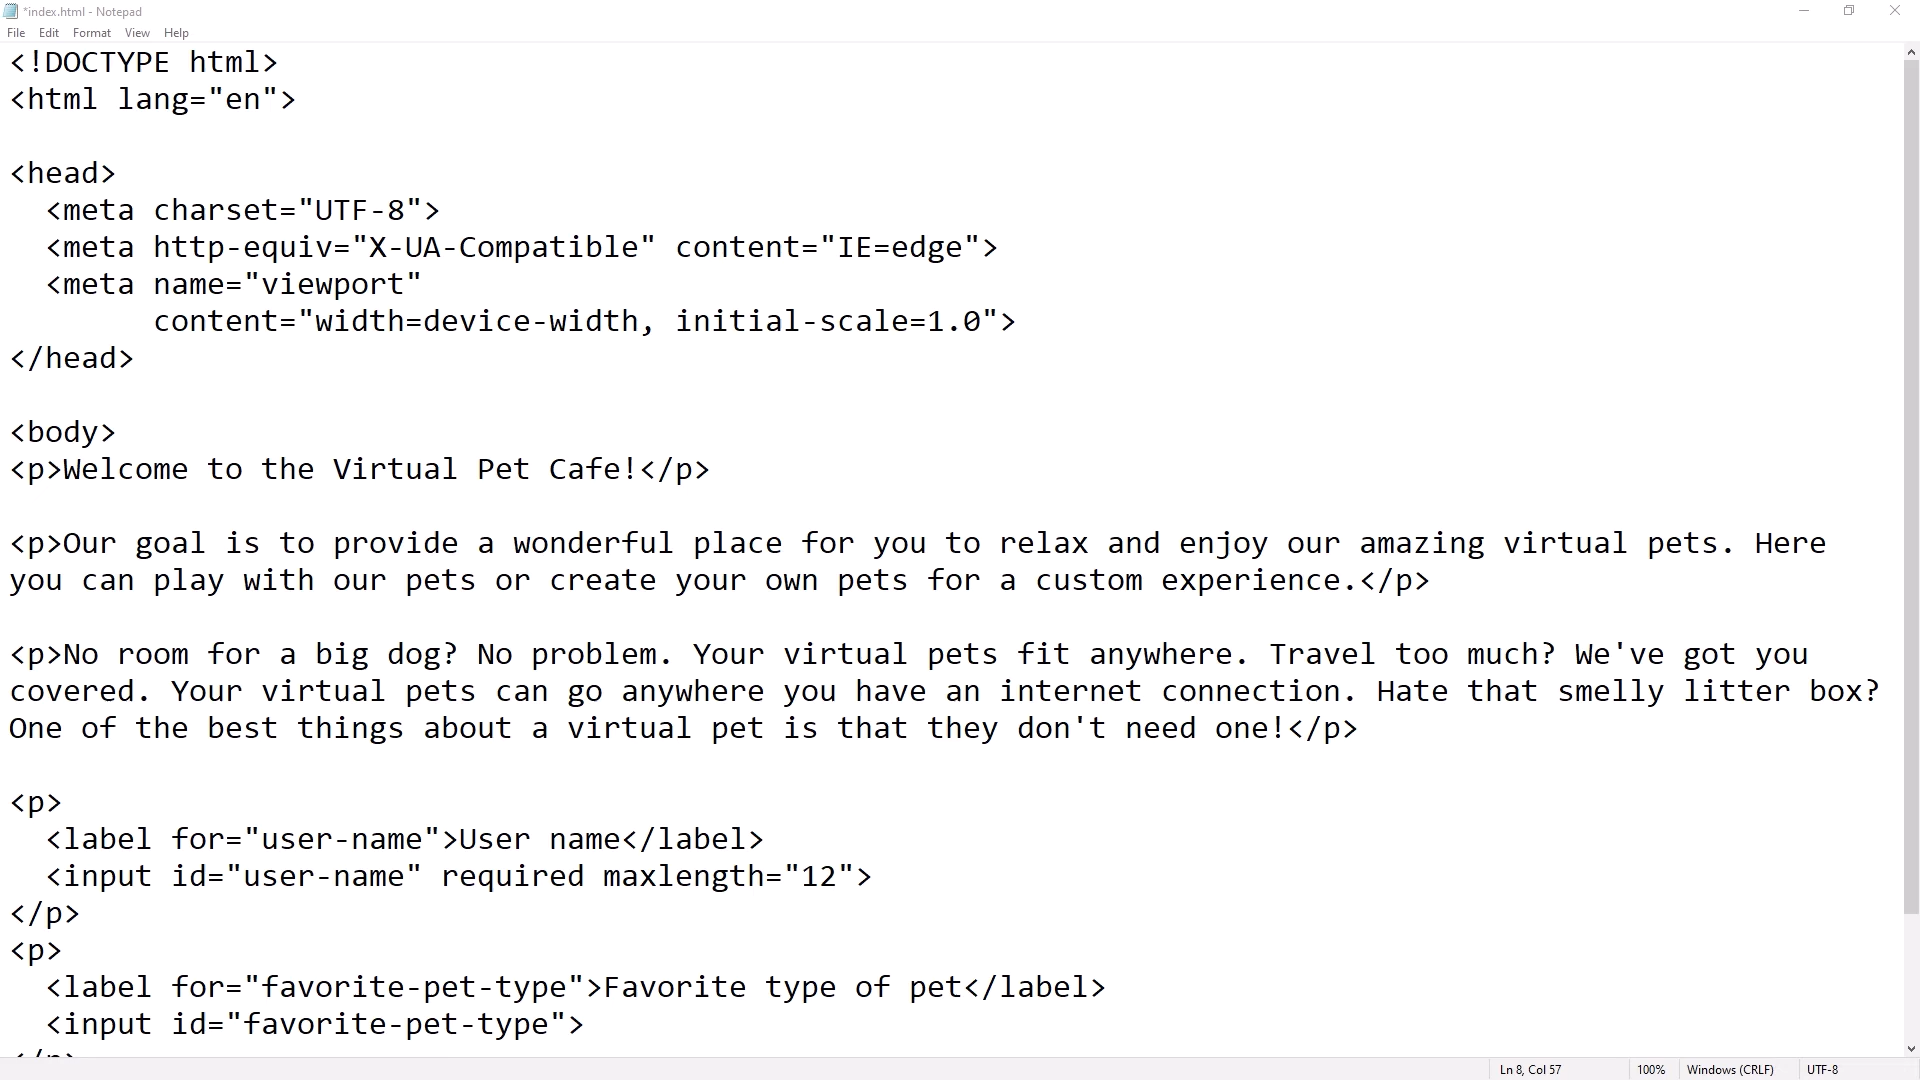 *index.html - Notepad
File Edit Format View Help
<!DOCTYPE html>
<html lang="en">
<head>
<meta charset="UTF-8">
<meta http-equiv="X-UA-Compatible" content="IE=edge">
<meta name="viewport"
content="width=device-width, initial-scale=1.0">
</head>
<body>
<p>Welcome to the Virtual Pet Cafe!</p>
<p>Our goal is to provide a wonderful place for you to relax and enjoy our amazing virtual pets. Here
you can play with our pets or create your own pets for a custom experience.</p>
<p>No room for a big dog? No problem. Your virtual pets fit anywhere. Travel too much? We've got you
covered. Your virtual pets can go anywhere you have an internet connection. Hate that smelly litter box?
One of the best things about a virtual pet is that they don't need one!</p>
<p>
<label for="user-name">User name</label>
<input id="user-name" required maxlength="12">
</p>
<p>
<label for="favorite-pet-type">Favorite type of pet</label>
<input id="favorite-pet-type">
</p>
Ln 8, Col 57 100% Windows (CRLF) UTF-8